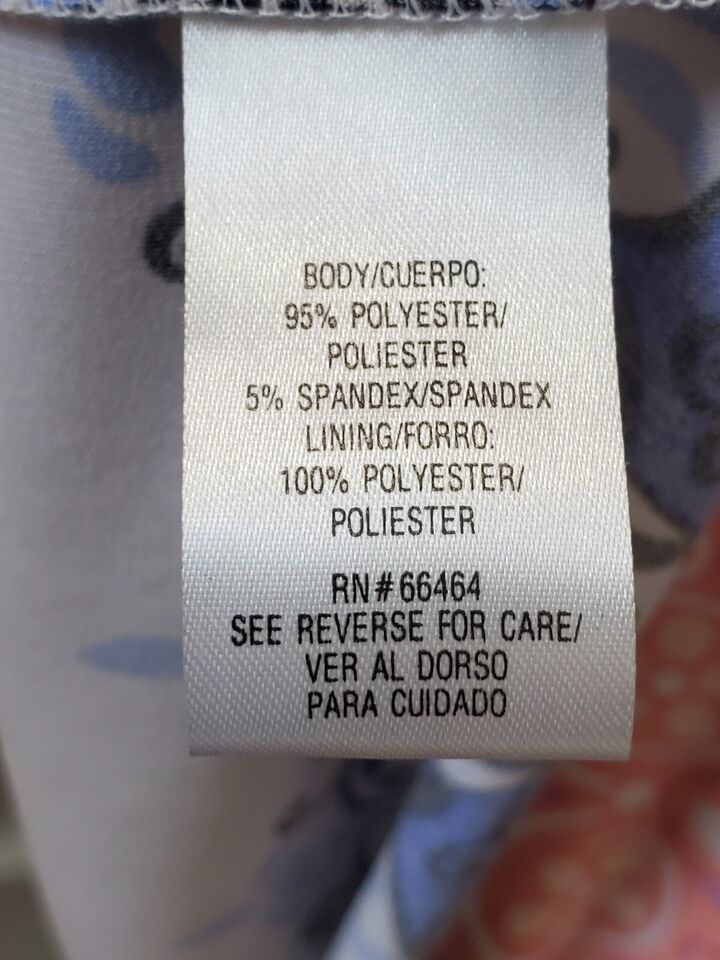 BODY/CUERPO:
95% POLYESTER/
POLIESTER
5% SPANDEX/SPANDEX
LINING/FORRO:
100% POLYESTER/
POLIESTER
RN#66464
SEE REVERSE FOR CARE/
VER AL DORSO
PARA CUIDADO